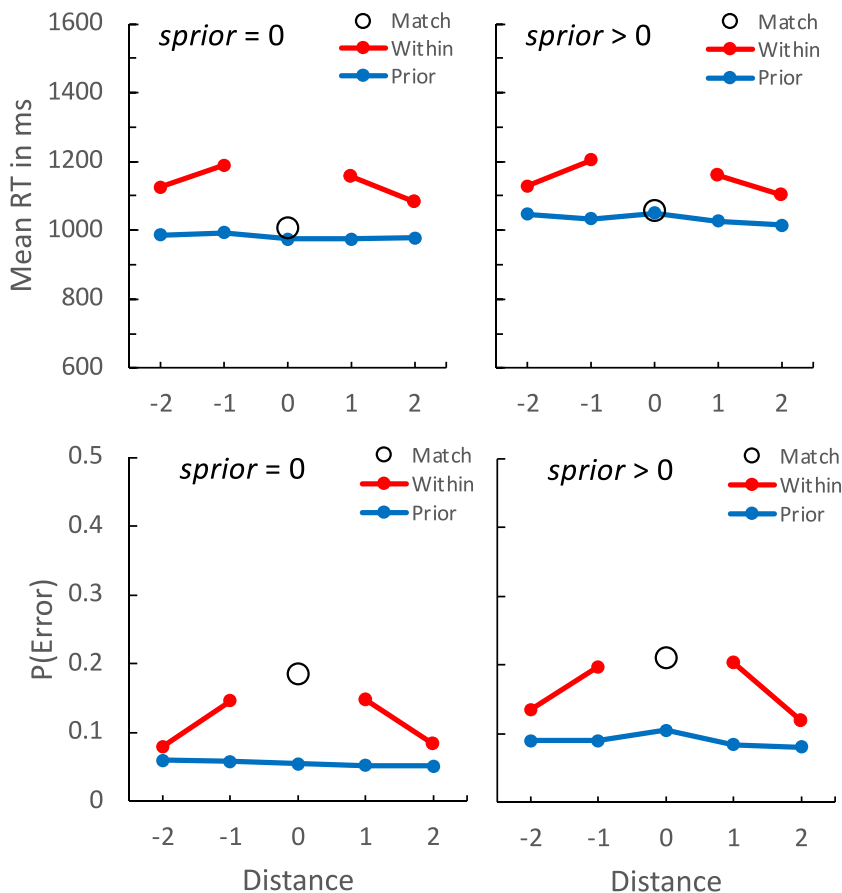 sprior = 0
Match
Within
Prior
Mean RT in ms
1600
1400
1200
1000
800
600
-2 -1 0 1 2
sprior > 0
Match
Within
Prior
-2 -1 0 1 2
sprior = 0
Match
Within
Prior
P(Error)
0.5
0.4
0.3
0.2
0.1
0
-2 -1 0 1 2
Distance
sprior > 0
Match
Within
Prior
-2 -1 0 1 2
Distance